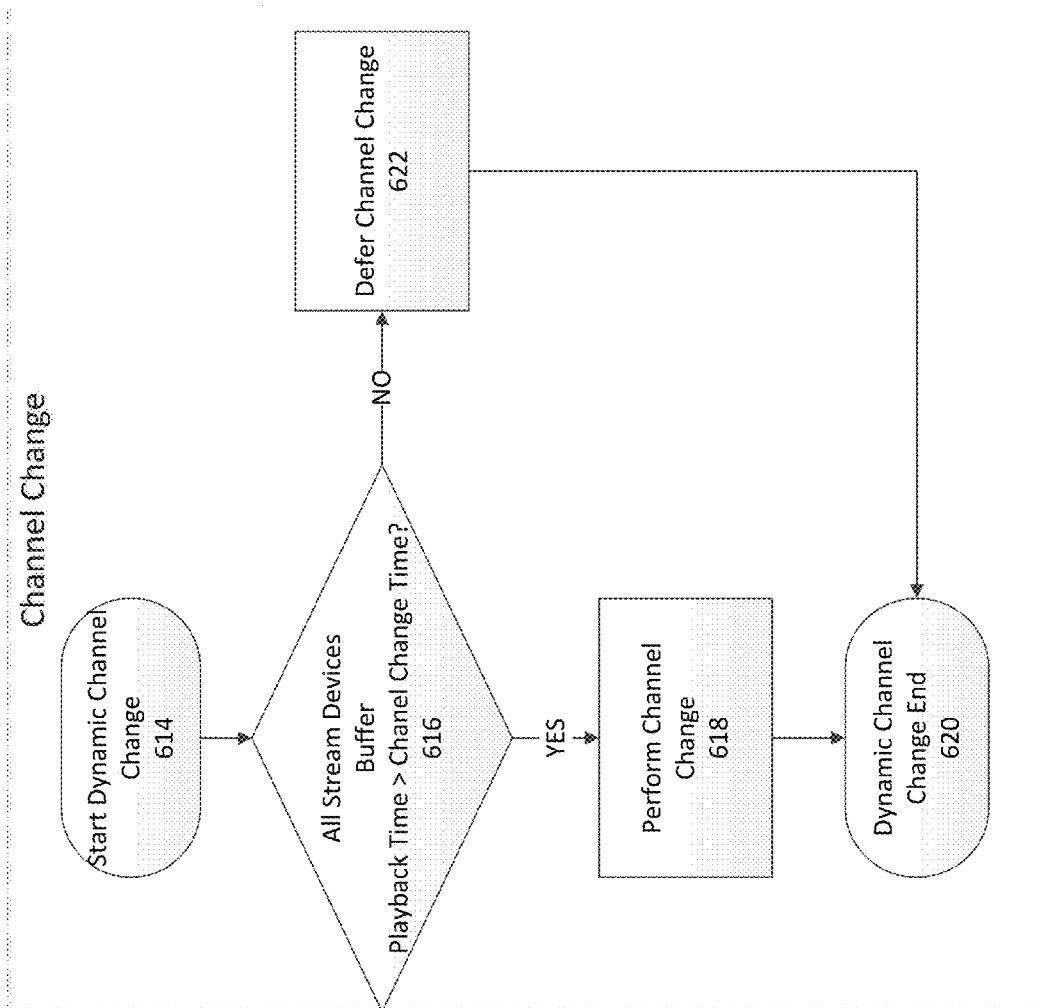 Channel Change
Start Dynamic Channel
Change
614
All Stream Devices
Buffer
Playback Time > Chanel Change Time?
616
NO
Defer Channel Change
622
YES
Perform Channel
Change
618
Dynamic Channel
Change End
620